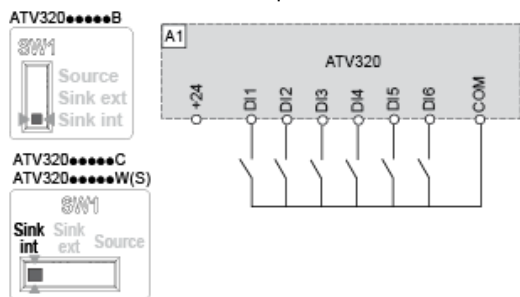 ATV320●●●●●B
SW1
Source
Sink ext
Sink int
A1
ATV320
+24
DI1
DI2
DI3
DI4
DI5
DI6
COM
ATV320●●●●●C
ATV320●●●●●W(S)
SW1
Sink int
Sink ext
Source